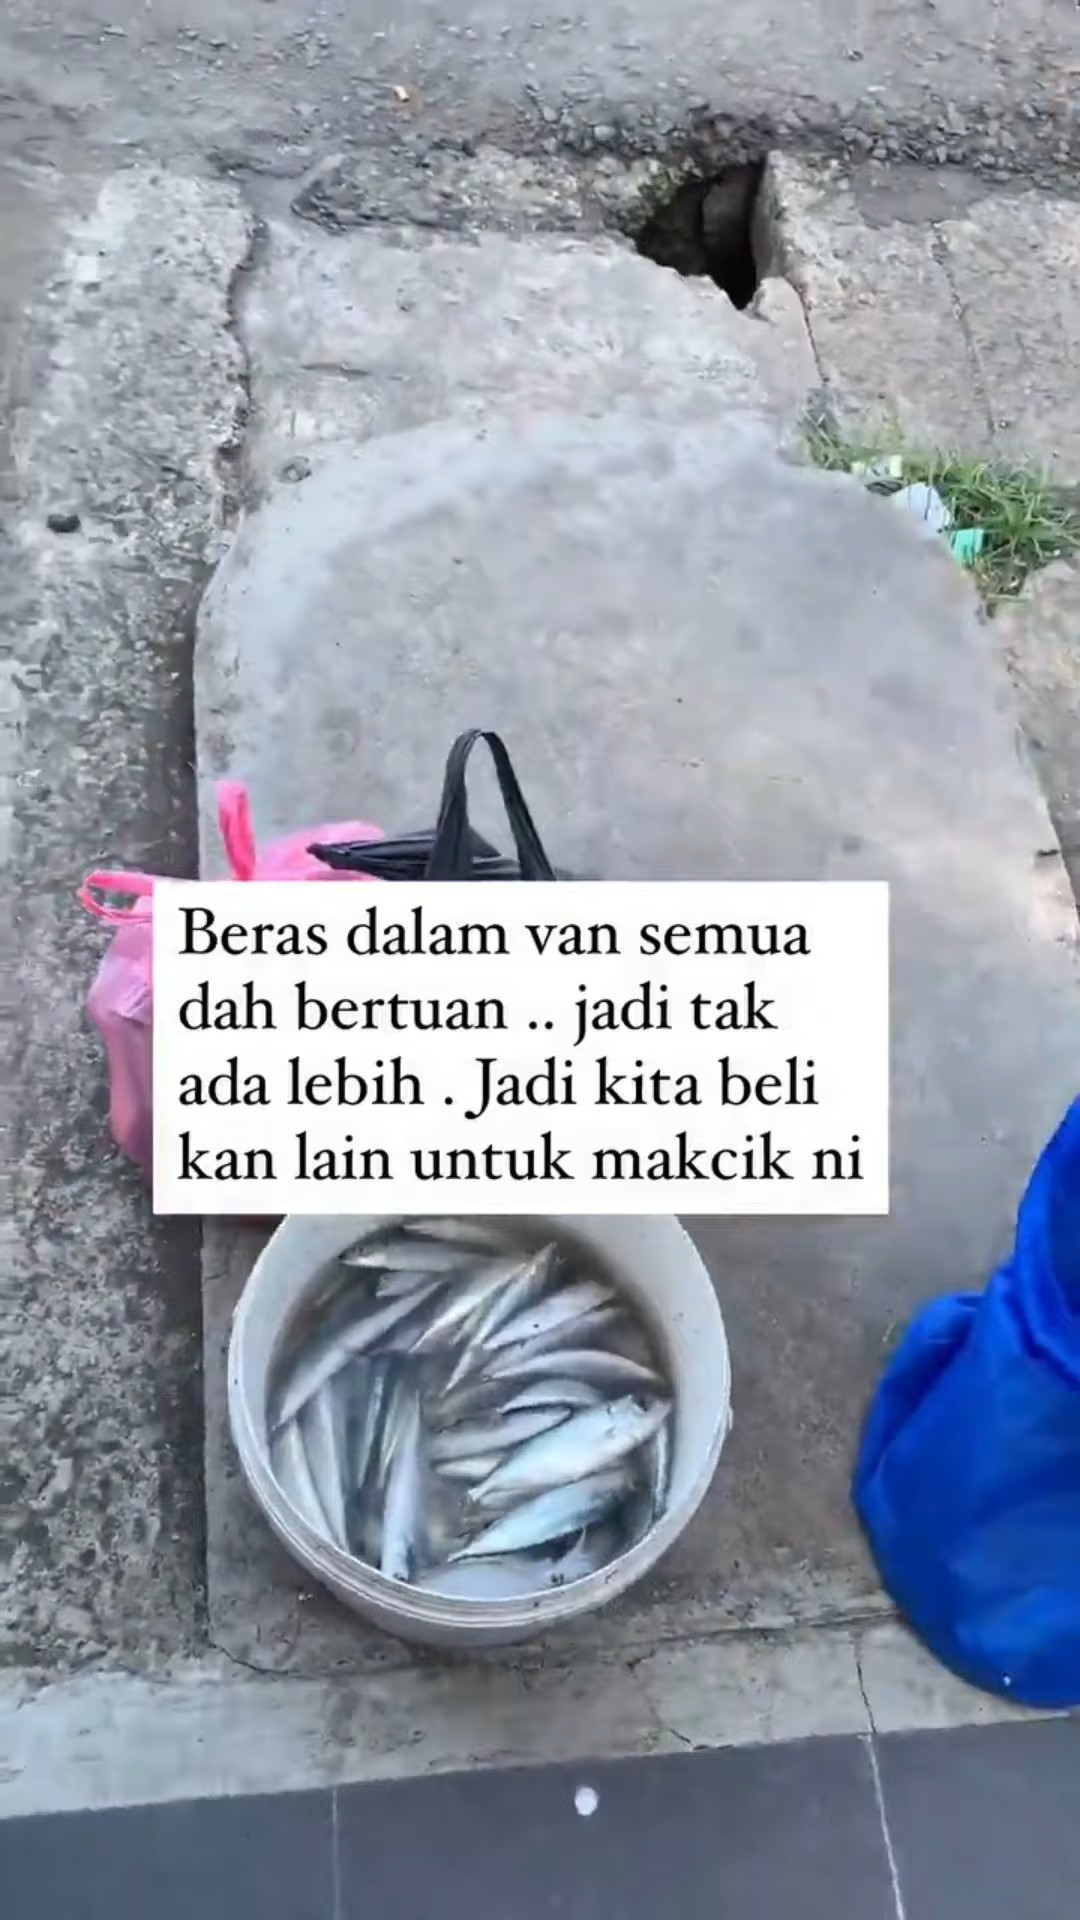 Beras dalam van semua
dah bertuan .. jadi tak
ada lebih . Jadi kita beli
kan lain untuk makcik ni